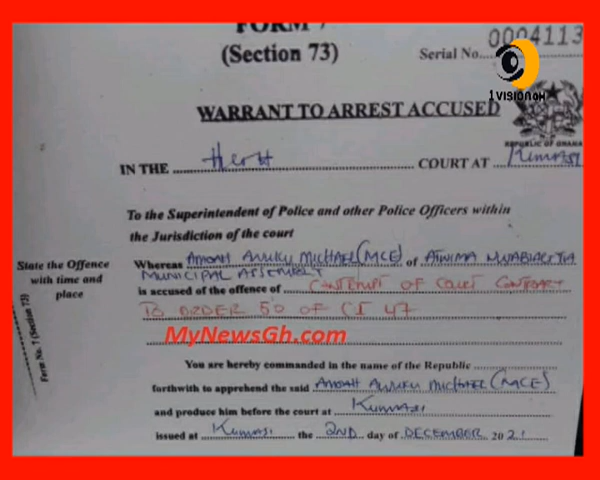 FORM 7
(Section 73)
Serial No. 0004113
1VISIONGH
WARRANT TO ARREST ACCUSED
REPUBLIC OF GHANA
IN THE HIGH COURT AT KUMASI
To the Superintendent of Police and other Police Officers within
the Jurisdiction of the court
State the Offence
with time and
place
Form No. 7 (Section 73)
Whereas AMOAH AWUKU MICHAEL (MCE) of ATWIMA NWABIAGYA
MUNICIPAL ASSEMBLY
is accused of the offence of CONTEMPT OF COURT CONTRARY
TO ORDER 50 OF CI 47
MyNewsGh.com
You are hereby commanded in the name of the Republic
forthwith to apprehend the said AMOAH AWUKU MICHAEL (MCE)
and produce him before the court at KUMASI
issued at KUMASI the 2ND day of DECEMBER 2021